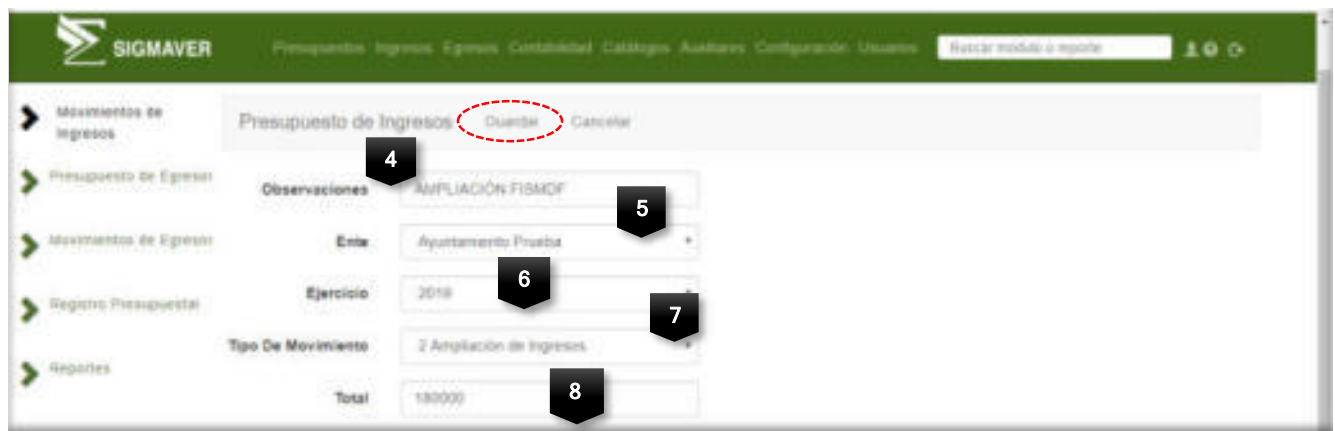 SIGMAVER
Presupuestos Ingresos Egresos Contabilidad Catálogos Auxiliares Configuración Usuarios
Buscar modulo o reporte
Movimientos de
Ingresos
Presupuesto de Ingresos Guardar Cancelar
4
Presupuesto de Egresos
Observaciones AMPLIACIÓN FISMDF
5
Movimientos de Egresos
Ente Ayuntamiento Prueba
6
Registro Presupuestal
Ejercicio 2018
7
Tipo De Movimiento 2 Ampliación de Ingresos
Reportes
Total 180000
8